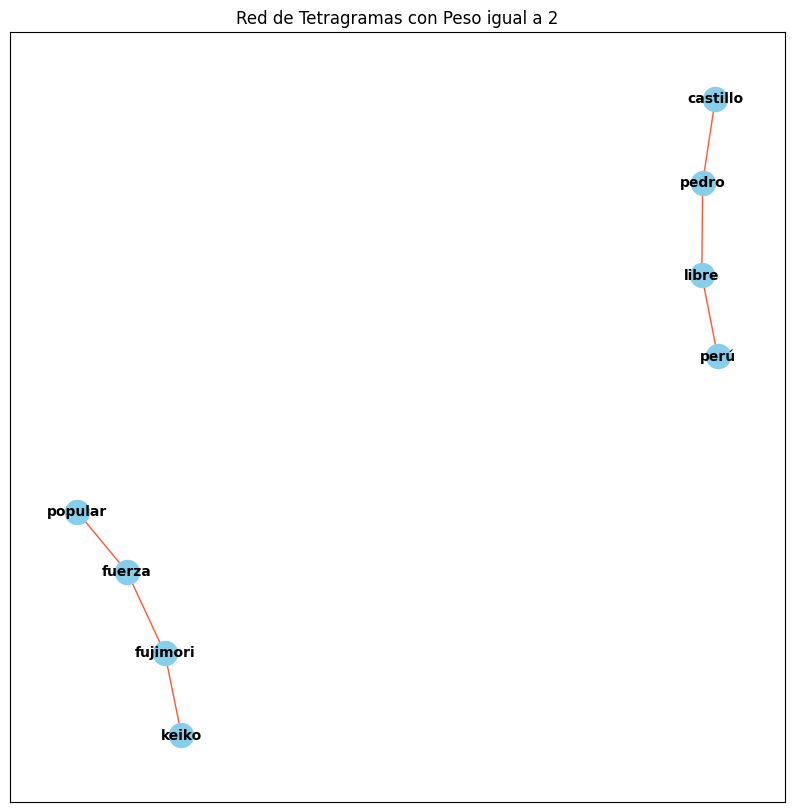 Red de Tetragramas con Peso igual a 2
castillo
pedro
libre
perú
popular
fuerza
fujimori
keiko